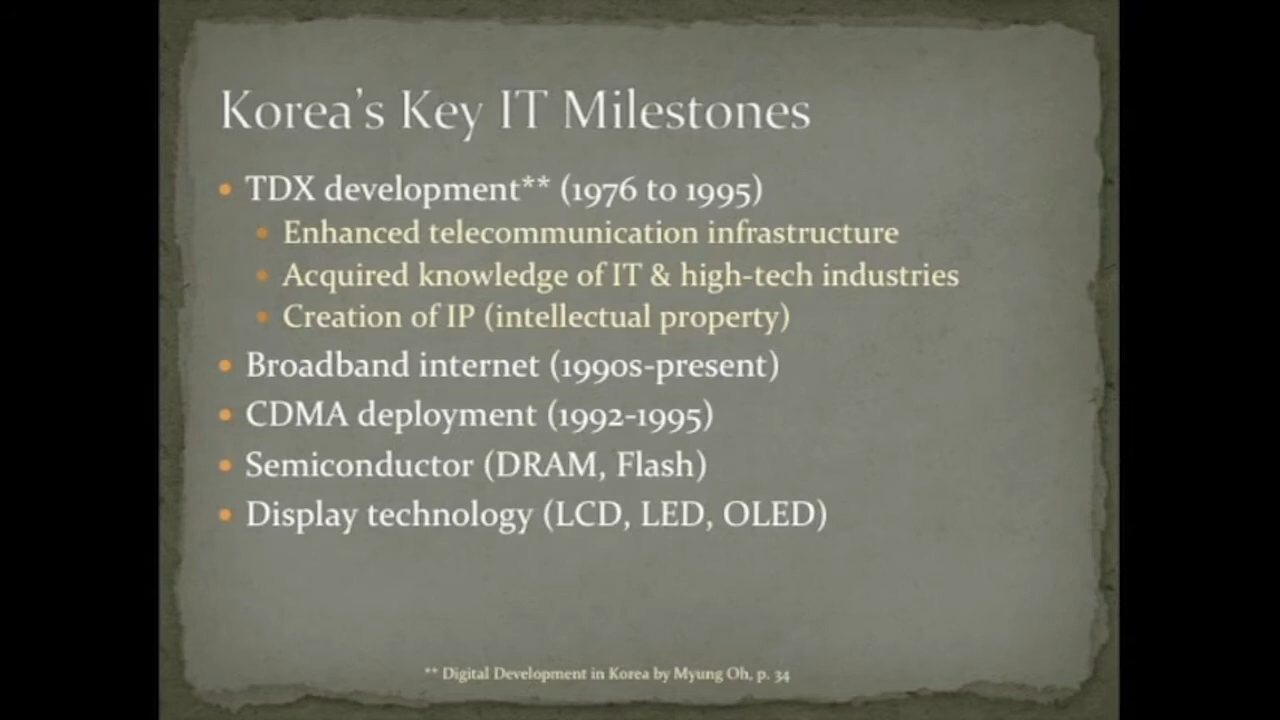 Korea's Key IT Milestones
• TDX development** (1976 to 1995)
• Enhanced telecommunication infrastructure
• Acquired knowledge of IT & high-tech industries
• Creation of IP (intellectual property)
• Broadband internet (1990s-present)
• CDMA deployment (1992-1995)
• Semiconductor (DRAM, Flash)
• Display technology (LCD, LED, OLED)
** Digital Development in Korea by Myung Oh, p. 34